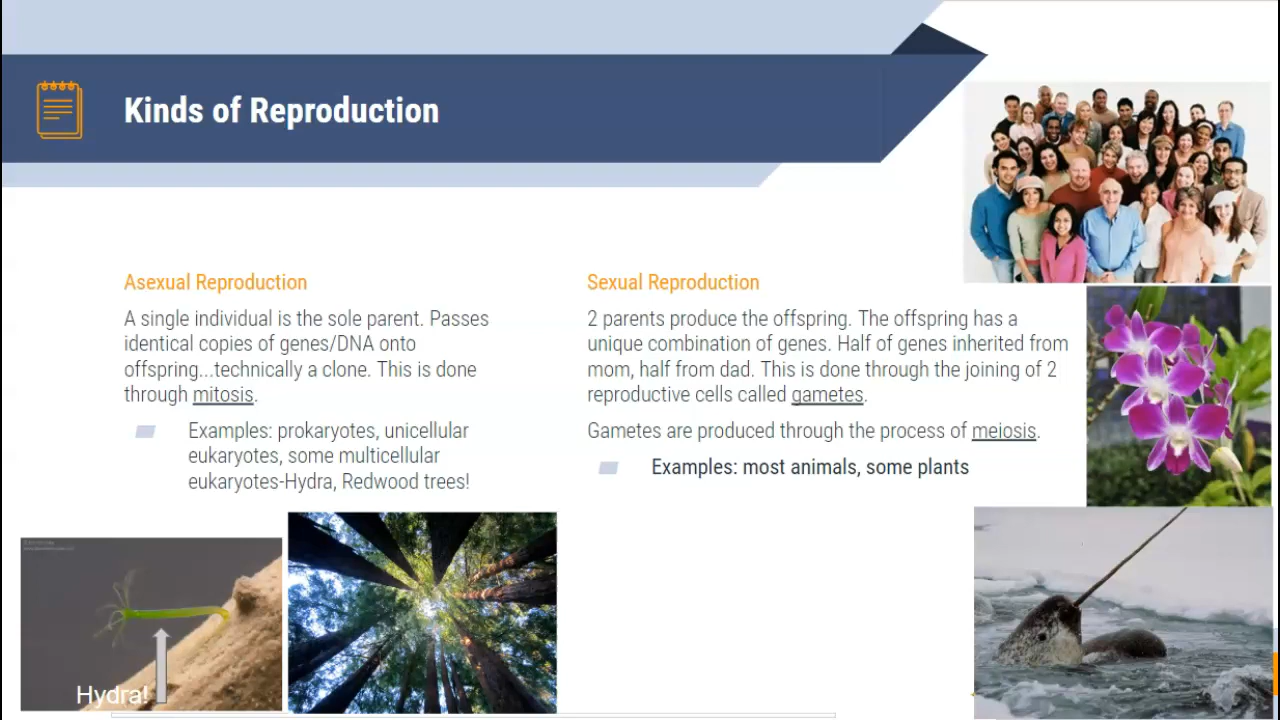 Kinds of Reproduction
Asexual Reproduction
A single individual is the sole parent. Passes
identical copies of genes/DNA onto
offspring...technically a clone. This is done
through mitosis.
Examples: prokaryotes, unicellular
eukaryotes, some multicellular
eukaryotes-Hydra, Redwood trees!
Sexual Reproduction
2 parents produce the offspring. The offspring has a
unique combination of genes. Half of genes inherited from
mom, half from dad. This is done through the joining of 2
reproductive cells called gametes.
Gametes are produced through the process of meiosis.
Examples: most animals, some plants
Hydra!